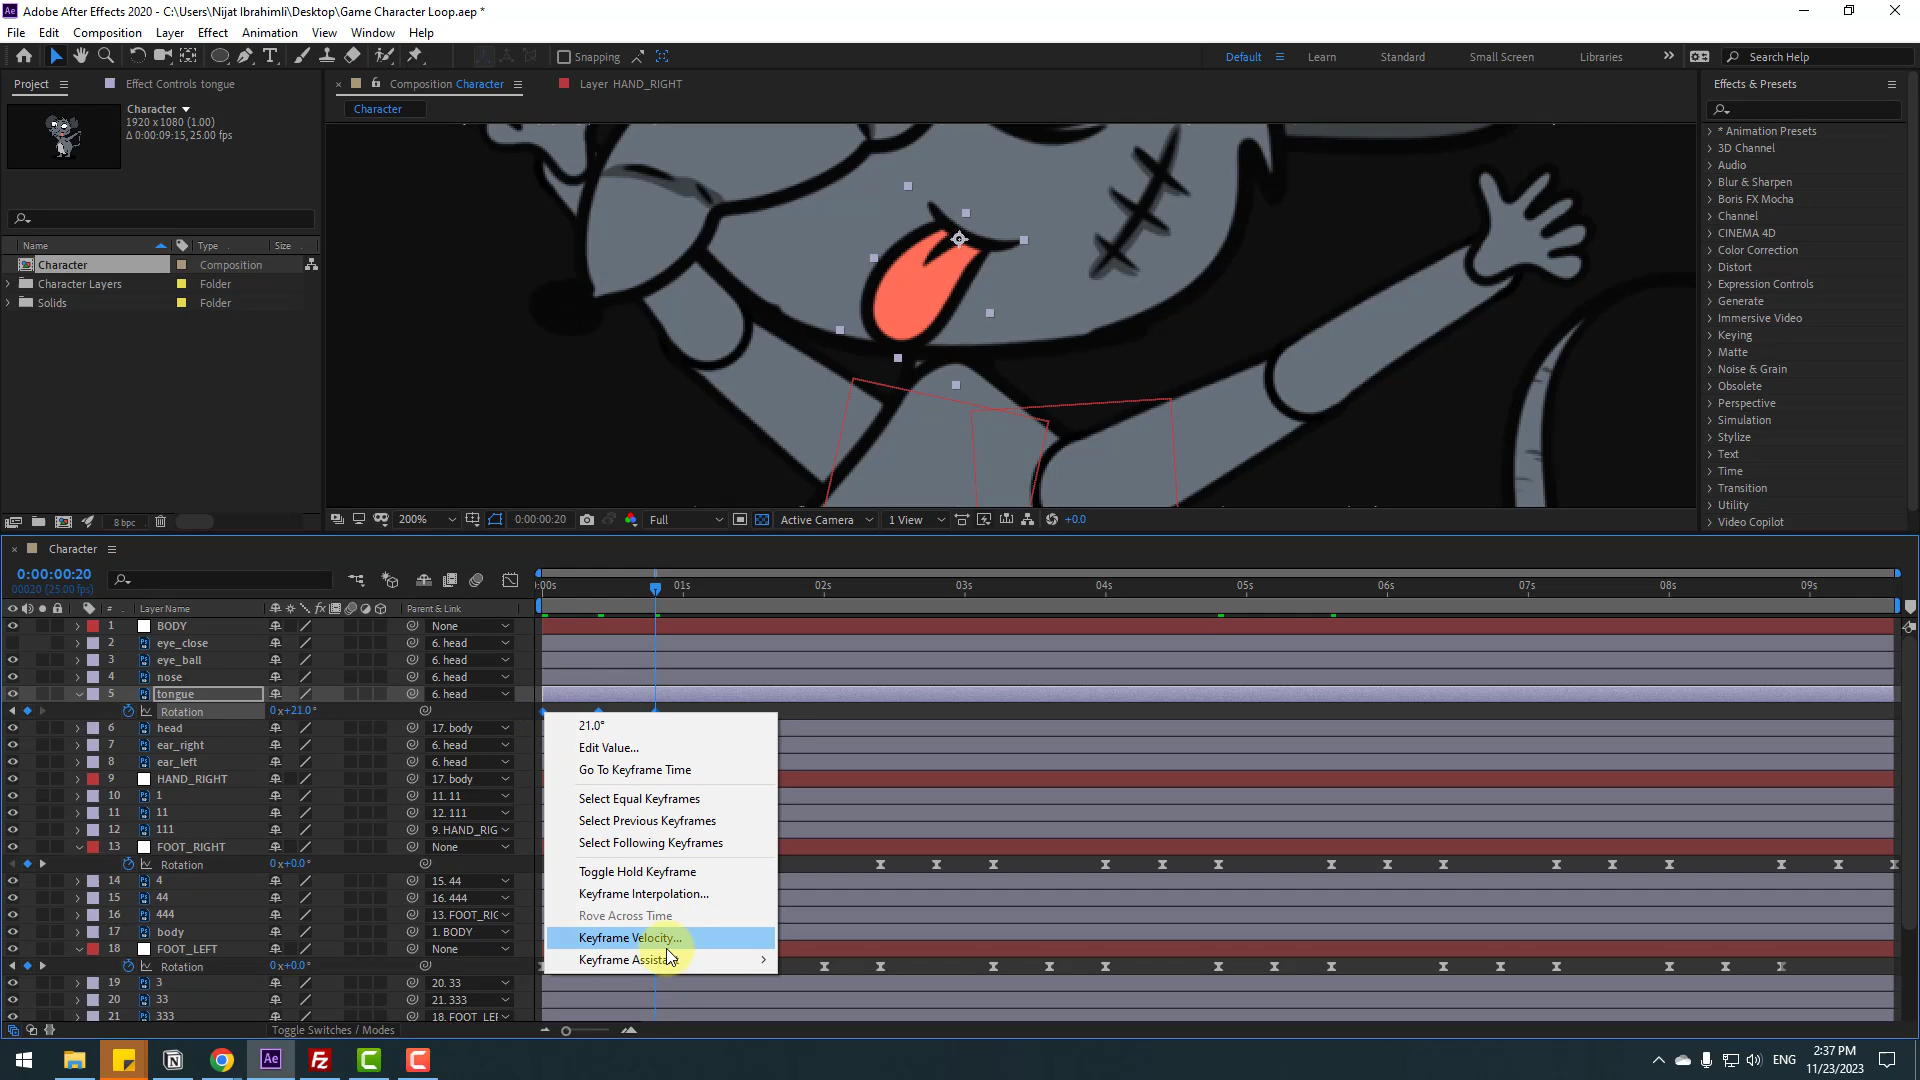 Adobe After Effects 2020 - C:\Users\Nijat Ibrahimli\Desktop\Game Character Loop.aep *
File Edit Composition Layer Effect Animation Text View Window Help
Snapping
Default Learn Standard Small Screen Libraries Search Help
Project Effect Controls tongue
Composition Character Layer HAND_RIGHT
Effects & Presets
Character
1920 x 1080 (1.00)
Δ 0:00:09:15, 25.00 fps
Character
Name Type Size
Character Composition
Character Layers Folder
Solids Folder
* Animation Presets
3D Channel
Audio
Blur & Sharpen
Boris FX Mocha
Channel
CINEMA 4D
Color Correction
Distort
Expression Controls
Generate
Immersive Video
Keying
Matte
Noise & Grain
Obsolete
Perspective
Simulation
Stylize
Text
Time
Transition
Utility
Video Copilot
8 bpc
200% 0:00:00:20 Full Active Camera 1 View +0.0
Character
0:00:00:20
00020 (25.00 fps)
:00s 01s 02s 03s 04s 05s 06s 07s 08s 09s
# Layer Name fx Parent & Link
1 BODY None
2 eye_close 6. head
3 eye_ball 6. head
4 nose 6. head
5 tongue 6. head
Rotation 0x+21.0°
6 head 17. body
7 ear_right 6. head
8 ear_left 6. head
9 HAND_RIGHT 17. body
10 1 11. 11
11 11 12. 111
12 111 9. HAND_RIG
13 FOOT_RIGHT None
Rotation 0x+0.0°
14 4 15. 44
15 44 16. 444
16 444 13. FOOT_RIG
17 body 1. BODY
18 FOOT_LEFT None
Rotation 0x+0.0°
19 3 20. 33
20 33 21. 333
21 333 18. FOOT_LEF
21.0°
Edit Value...
Go To Keyframe Time
Select Equal Keyframes
Select Previous Keyframes
Select Following Keyframes
Toggle Hold Keyframe
Keyframe Interpolation...
Rove Across Time
Keyframe Velocity...
Keyframe Assistant
Toggle Switches / Modes
ENG
2:37 PM
11/23/2023